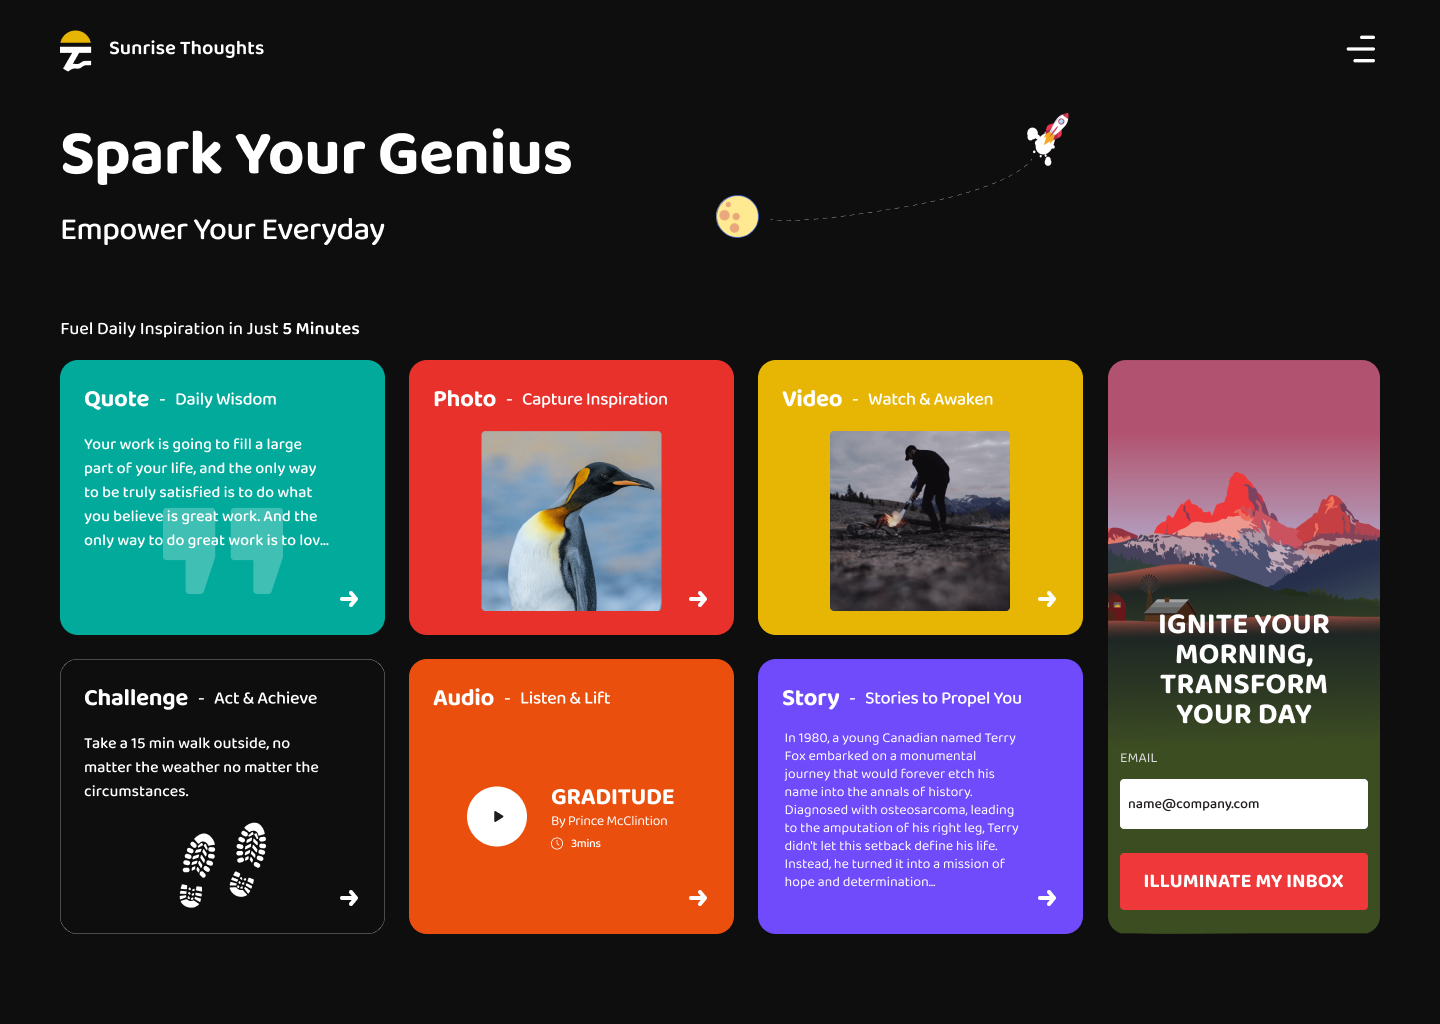 Sunrise Thoughts
Spark Your Genius
Empower Your Everyday
Fuel Daily Inspiration in Just 5 Minutes
Quote - Daily Wisdom
Your work is going to fill a large
part of your life, and the only way
to be truly satisfied is to do what
you believe is great work. And the
only way to do great work is to lov...
Photo - Capture Inspiration
Video - Watch & Awaken
Challenge - Act & Achieve
Take a 15 min walk outside, no
matter the weather no matter the
circumstances.
Audio - Listen & Lift
GRADITUDE
By Prince McClintion
3mins
Story - Stories to Propel You
In 1980, a young Canadian named Terry
Fox embarked on a monumental
journey that would forever etch his
name into the annals of history.
Diagnosed with osteosarcoma, leading
to the amputation of his right leg, Terry
didn't let this setback define his life.
Instead, he turned it into a mission of
hope and determination...
IGNITE YOUR
MORNING,
TRANSFORM
YOUR DAY
EMAIL
name@company.com
ILLUMINATE MY INBOX